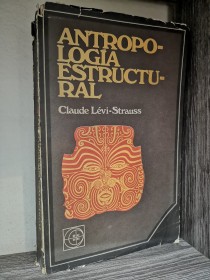 ANTROPO-
LOGÍA
ESTRUCTU-
RAL
Claude Lévi-Strauss